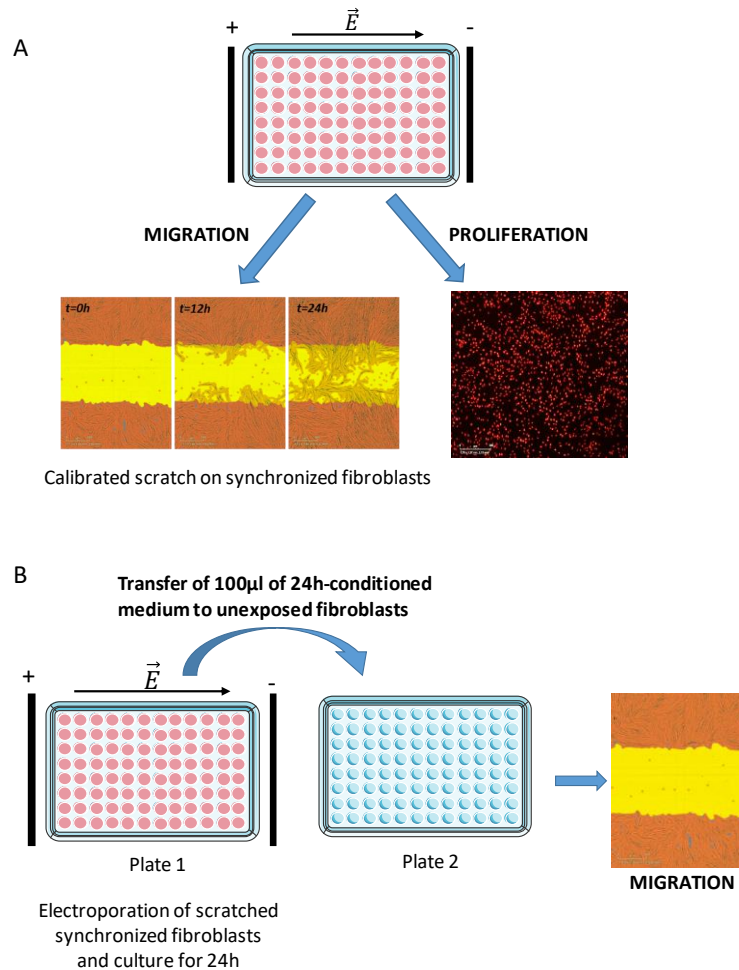 A
+
E
-
MIGRATION
PROLIFERATION
t=0h
t=12h
t=24h
Calibrated scratch on synchronized fibroblasts
B
Transfer of 100µl of 24h-conditioned
medium to unexposed fibroblasts
+
E
-
Plate 1
Plate 2
MIGRATION
Electroporation of scratched
synchronized fibroblasts
and culture for 24h